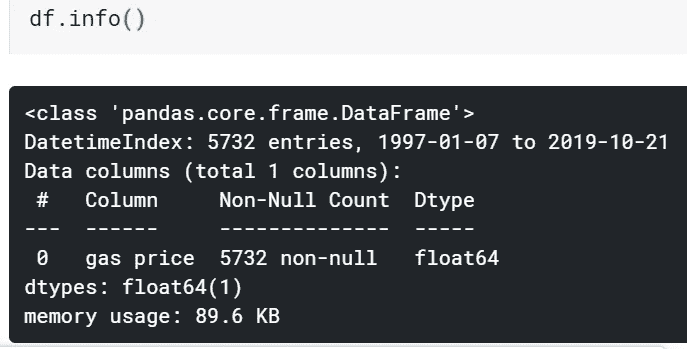 df.info()
<class 'pandas.core.frame.DataFrame'>
DatetimeIndex: 5732 entries, 1997-01-07 to 2019-10-21
Data columns (total 1 columns):
 #   Column     Non-Null Count  Dtype
---  ------     --------------  -----
 0   gas price  5732 non-null   float64
dtypes: float64(1)
memory usage: 89.6 KB